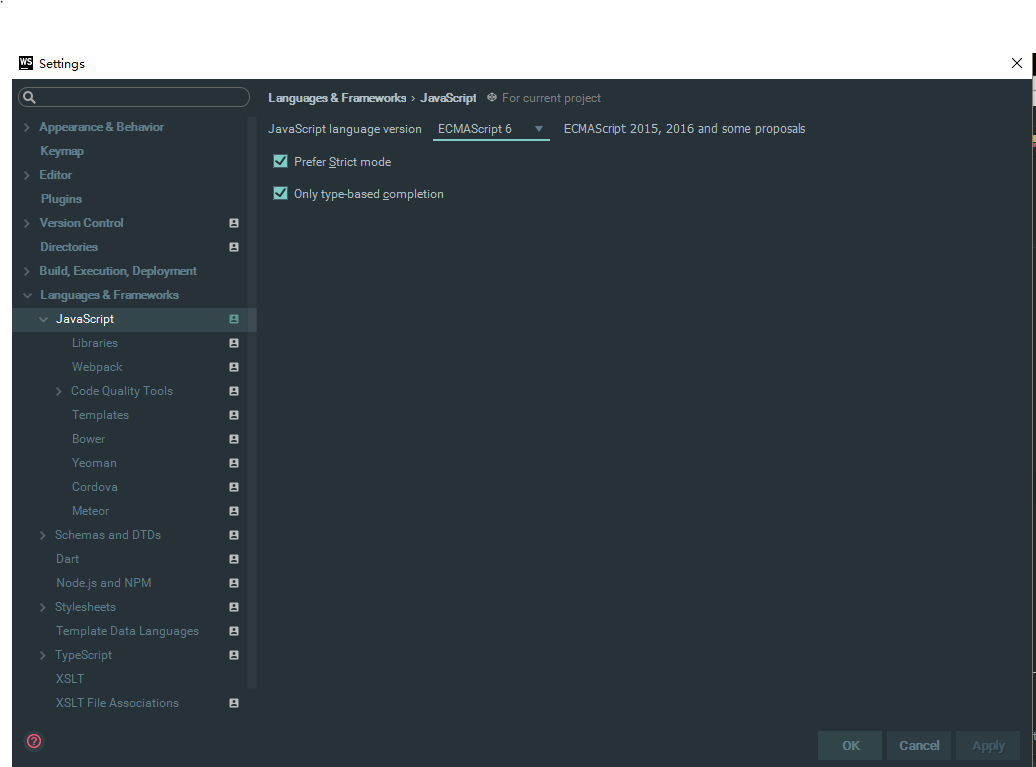 WS Settings
Languages & Frameworks › JavaScript For current project
Appearance & Behavior
Keymap
Editor
Plugins
Version Control
Directories
Build, Execution, Deployment
Languages & Frameworks
JavaScript
Libraries
Webpack
Code Quality Tools
Templates
Bower
Yeoman
Cordova
Meteor
Schemas and DTDs
Dart
Node.js and NPM
Stylesheets
Template Data Languages
TypeScript
XSLT
XSLT File Associations
JavaScript language version ECMAScript 6 ECMAScript 2015, 2016 and some proposals
Prefer Strict mode
Only type-based completion
?
OK Cancel Apply